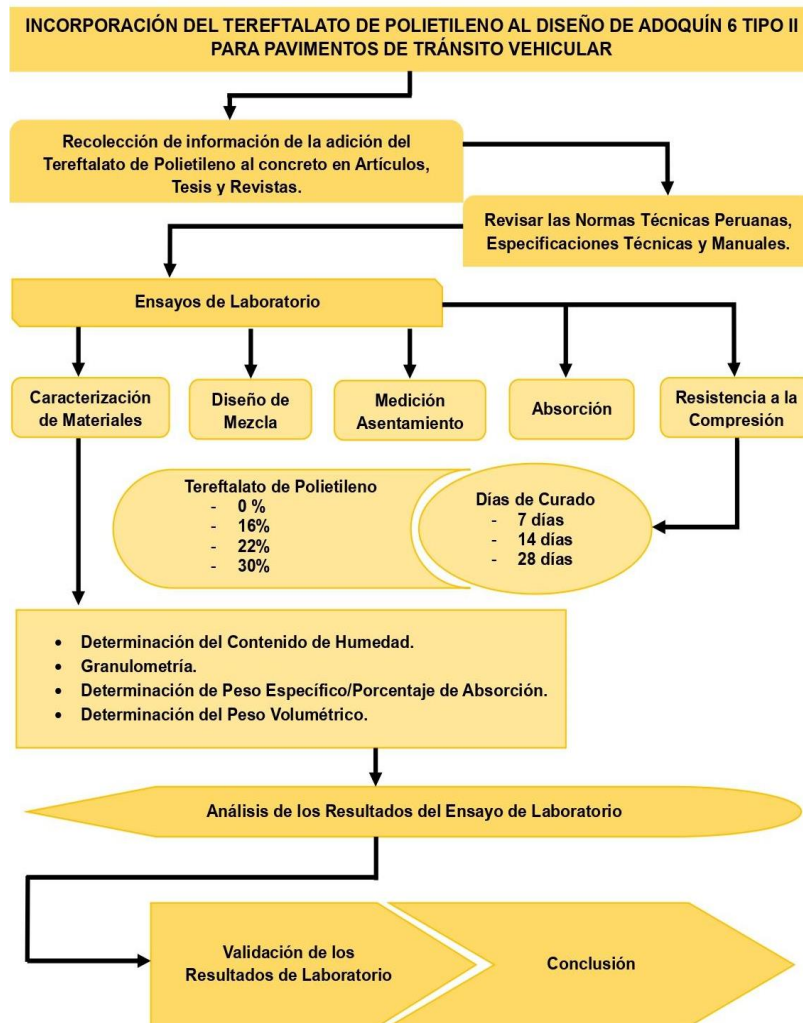 INCORPORACIÓN DEL TEREFTALATO DE POLIETILENO AL DISEÑO DE ADOQUÍN 6 TIPO II
PARA PAVIMENTOS DE TRÁNSITO VEHICULAR
Recolección de información de la adición del
Tereftalato de Polietileno al concreto en Artículos,
Tesis y Revistas.
Revisar las Normas Técnicas Peruanas,
Especificaciones Técnicas y Manuales.
Ensayos de Laboratorio
Caracterización
de Materiales
Diseño de
Mezcla
Medición
Asentamiento
Absorción
Resistencia a la
Compresión
Tereftalato de Polietileno
- 0 %
- 16%
- 22%
- 30%
Días de Curado
- 7 días
- 14 días
- 28 días
• Determinación del Contenido de Humedad.
• Granulometría.
• Determinación de Peso Específico/Porcentaje de Absorción.
• Determinación del Peso Volumétrico.
Análisis de los Resultados del Ensayo de Laboratorio
Validación de los
Resultados de Laboratorio
Conclusión